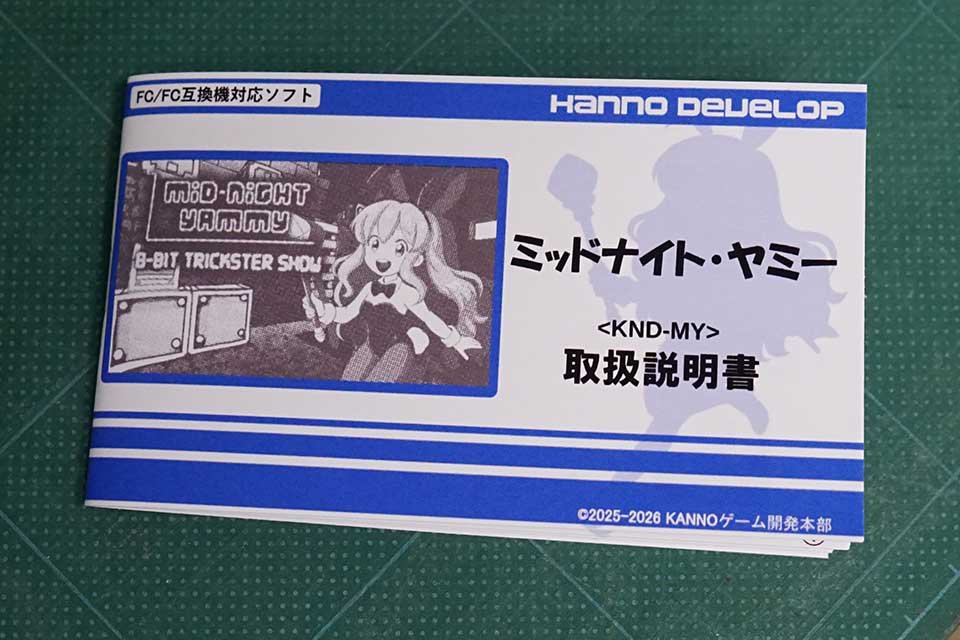 FC/FC互換機対応ソフト
KANNO DEVELOP
MiD-NiGHT
YAMMY
8-BIT TRICKSTER SHOW
ミッドナイト・ヤミー
<KND-MY>
取扱説明書
©2025-2026 KANNOゲーム開発本部